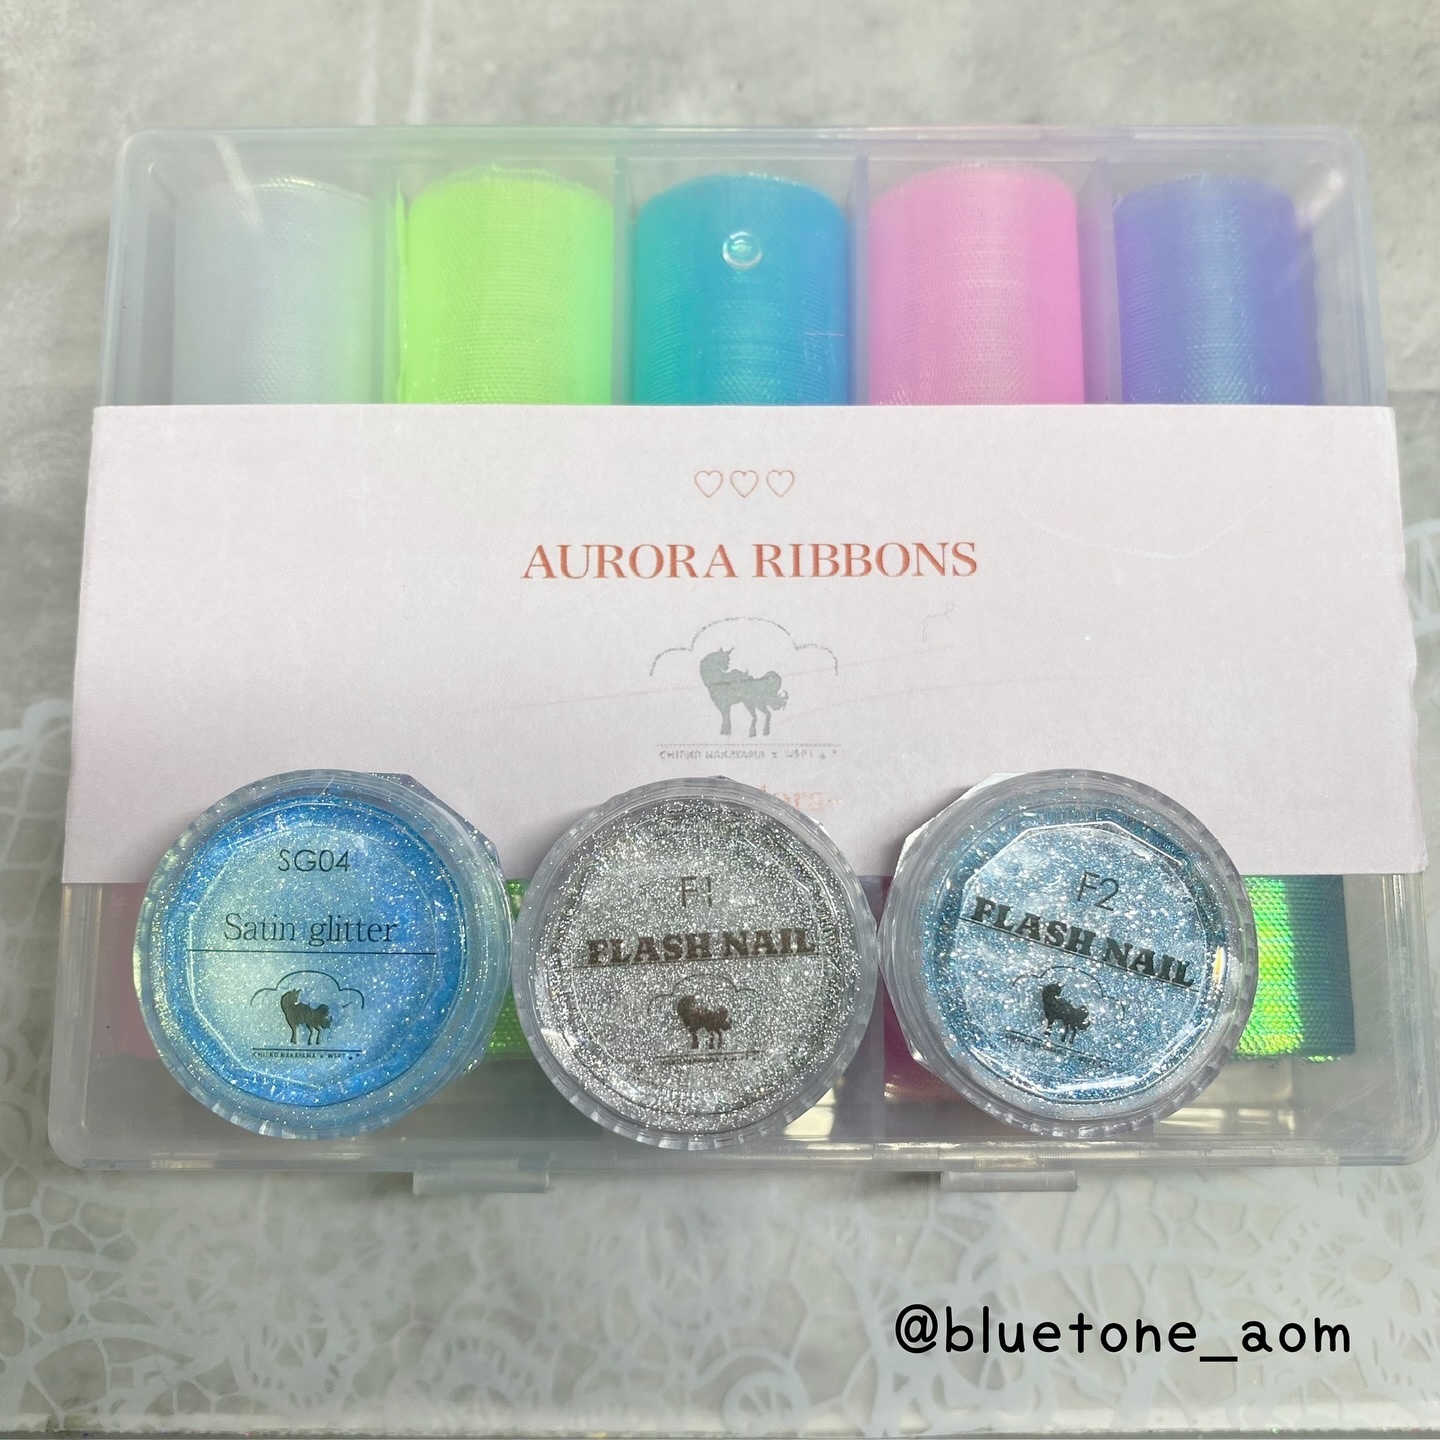 ♡♡♡
AURORA RIBBONS
SG04
Satin glitter
F1
FLASH NAIL
F2
FLASH NAIL
@bluetone_aom